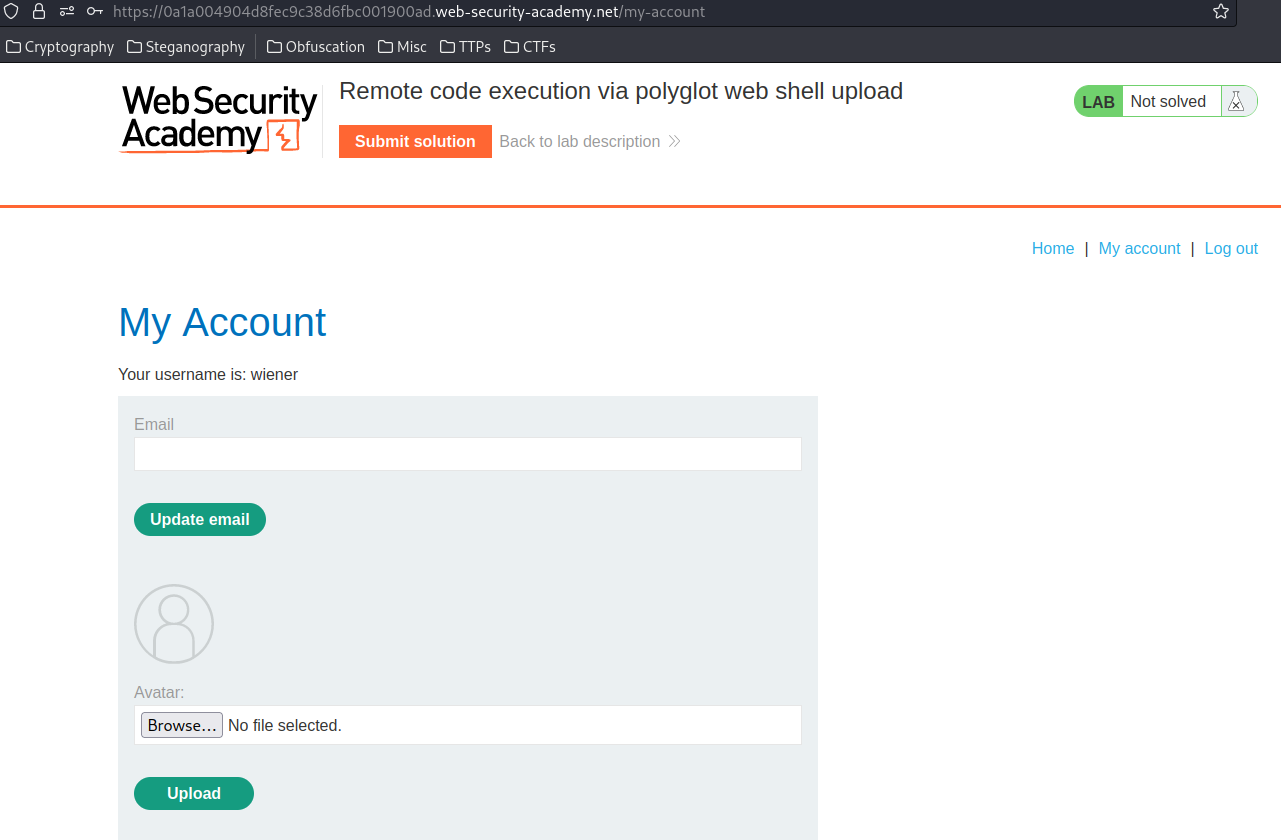 https://0a1a004904d8fec9c38d6fbc001900ad.web-security-academy.net/my-account
Cryptography Steganography Obfuscation Misc TTPs CTFs
Web Security
Academy
Remote code execution via polyglot web shell upload
Submit solution Back to lab description
LAB Not solved
Home | My account | Log out
My Account
Your username is: wiener
Email
Update email
Avatar:
Browse... No file selected.
Upload